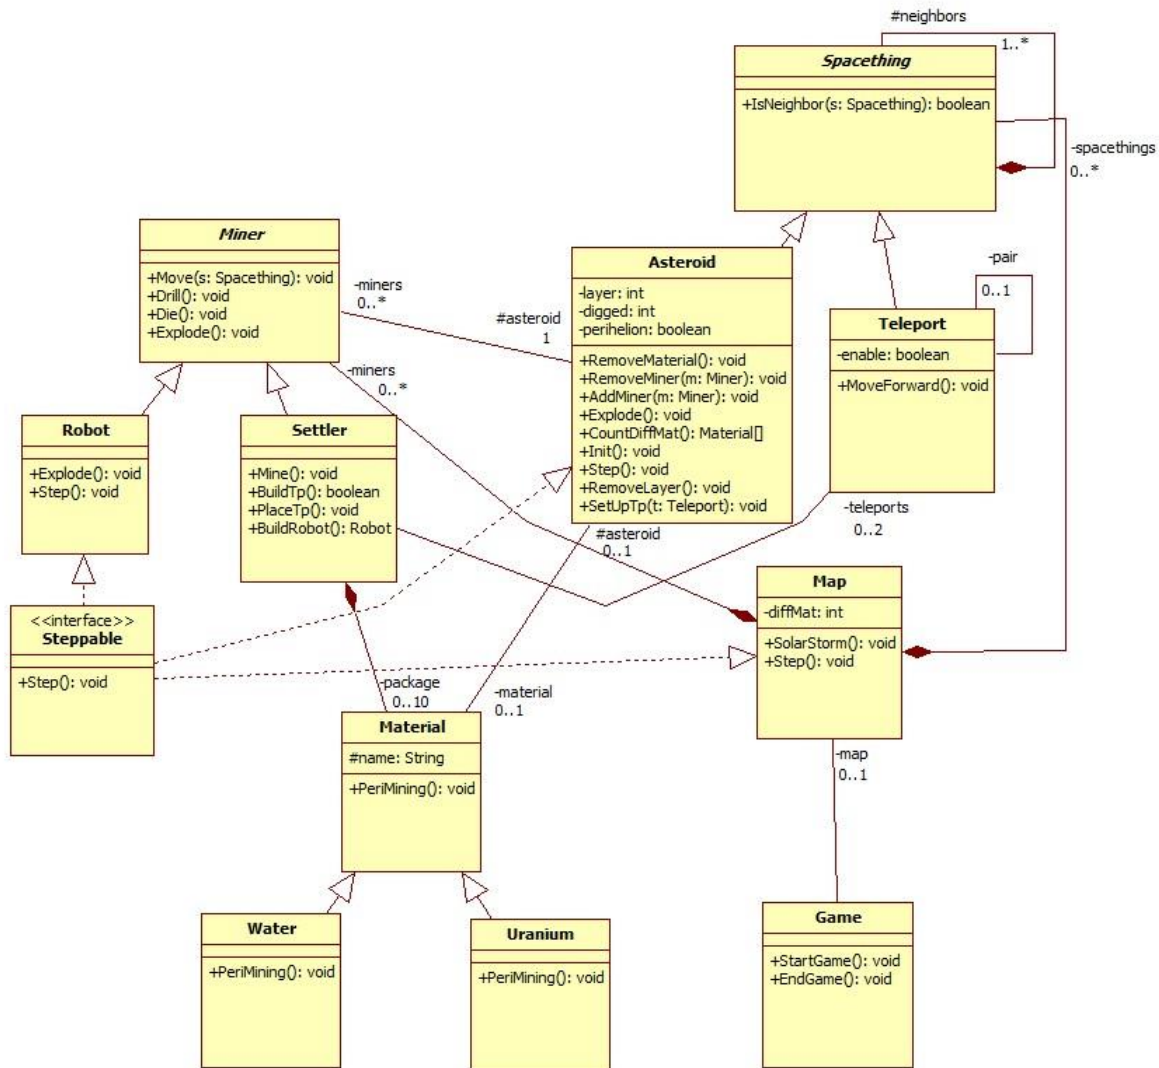 #neighbors
1..*
Spacething
+IsNeighbor(s: Spacething): boolean
-spacethings
0..*
Miner
+Move(s: Spacething): void
+Drill(): void
+Die(): void
+Explode(): void
-miners
0..*
#asteroid
1
-miners
0..*
Asteroid
-layer: int
-digged: int
-perihelion: boolean
+RemoveMaterial(): void
+RemoveMiner(m: Miner): void
+AddMiner(m: Miner): void
+Explode(): void
+CountDiffMat(): Material[]
+Init(): void
+Step(): void
+RemoveLayer(): void
+SetUpTp(t: Teleport): void
-pair
0..1
Teleport
-enable: boolean
+MoveForward(): void
Robot
+Explode(): void
+Step(): void
Settler
+Mine(): void
+BuildTp(): boolean
+PlaceTp(): void
+BuildRobot(): Robot
-teleports
0..2
#asteroid
0..1
<<interface>>
Steppable
+Step(): void
Map
-diffMat: int
+SolarStorm(): void
+Step(): void
-package
0..10
-material
0..1
Material
#name: String
+PeriMining(): void
-map
0..1
Water
+PeriMining(): void
Uranium
+PeriMining(): void
Game
+StartGame(): void
+EndGame(): void